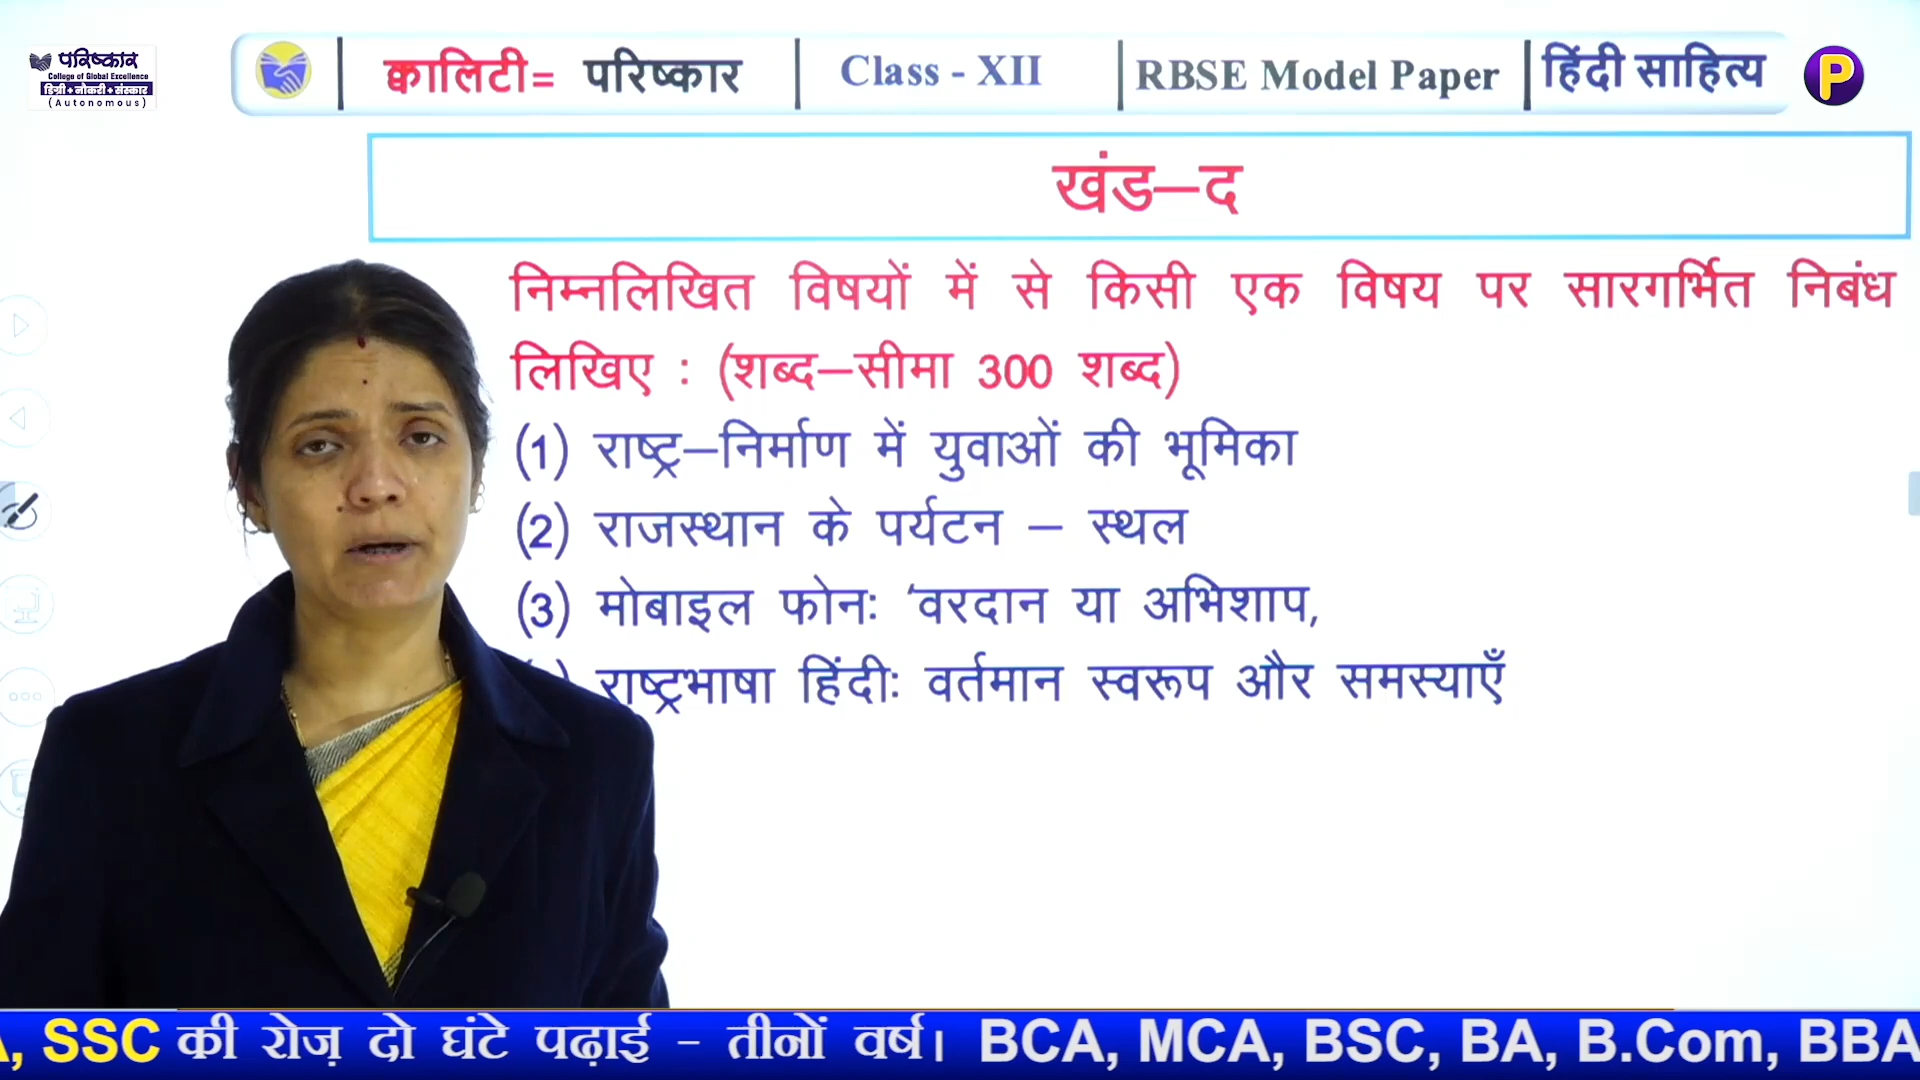 परिष्कार
College of Global Excellence
डिग्री + नौकरी + संस्कार
(Autonomous)
क्वालिटी= परिष्कार
Class - XII
RBSE Model Paper
हिंदी साहित्य
P
खंड–द
निम्नलिखित विषयों में से किसी एक विषय पर सारगर्भित निबंध
लिखिए : (शब्द–सीमा 300 शब्द)
(1) राष्ट्र–निर्माण में युवाओं की भूमिका
(2) राजस्थान के पर्यटन – स्थल
(3) मोबाइल फोनः ‘वरदान या अभिशाप,
) राष्ट्रभाषा हिंदीः वर्तमान स्वरूप और समस्याएँ
, SSC की रोज़ दो घंटे पढ़ाई - तीनों वर्ष। BCA, MCA, BSC, BA, B.Com, BBA